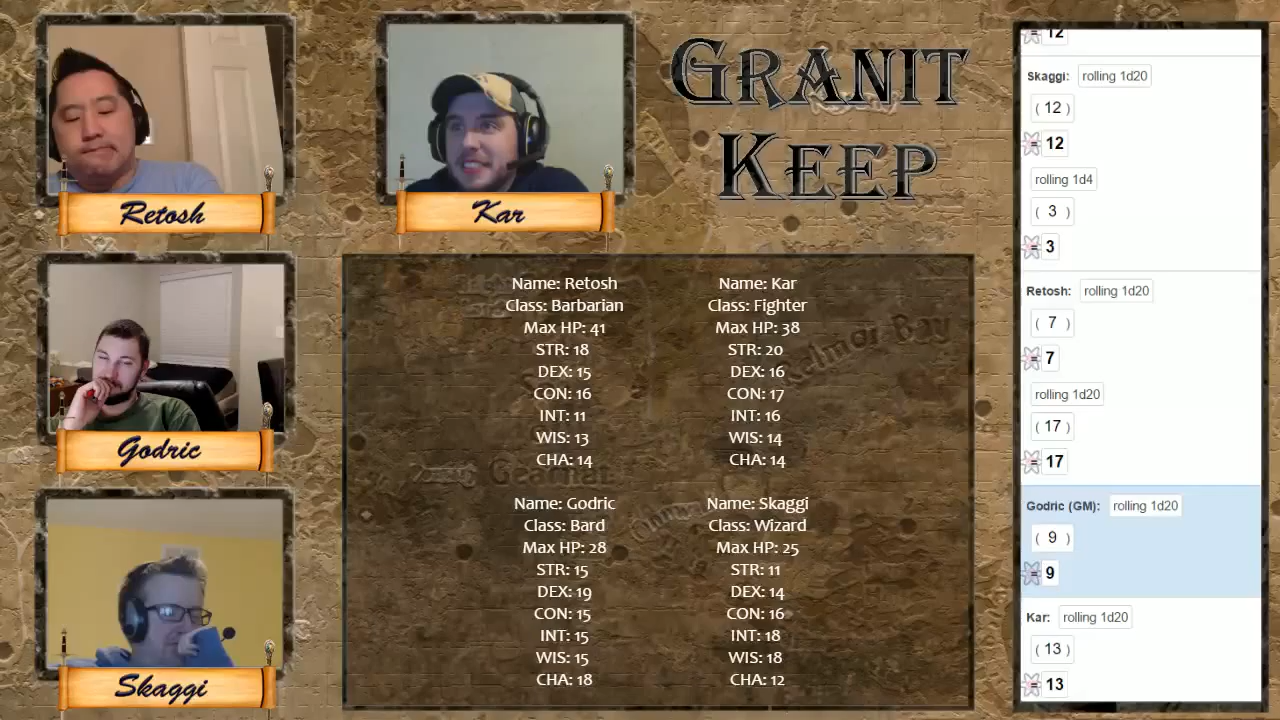 Retosh
Kar
GRANIT
KEEP
Godric
Skaggi
Name: Retosh
Class: Barbarian
Max HP: 41
STR: 18
DEX: 15
CON: 16
INT: 11
WIS: 13
CHA: 14
Name: Kar
Class: Fighter
Max HP: 38
STR: 20
DEX: 16
CON: 17
INT: 16
WIS: 14
CHA: 14
Name: Godric
Class: Bard
Max HP: 28
STR: 15
DEX: 19
CON: 15
INT: 15
WIS: 15
CHA: 18
Name: Skaggi
Class: Wizard
Max HP: 25
STR: 11
DEX: 14
CON: 16
INT: 18
WIS: 18
CHA: 12
= 12
Skaggi: rolling 1d20
( 12 )
= 12
rolling 1d4
( 3 )
= 3
Retosh: rolling 1d20
( 7 )
= 7
rolling 1d20
( 17 )
= 17
Godric (GM): rolling 1d20
( 9 )
= 9
Kar: rolling 1d20
( 13 )
= 13